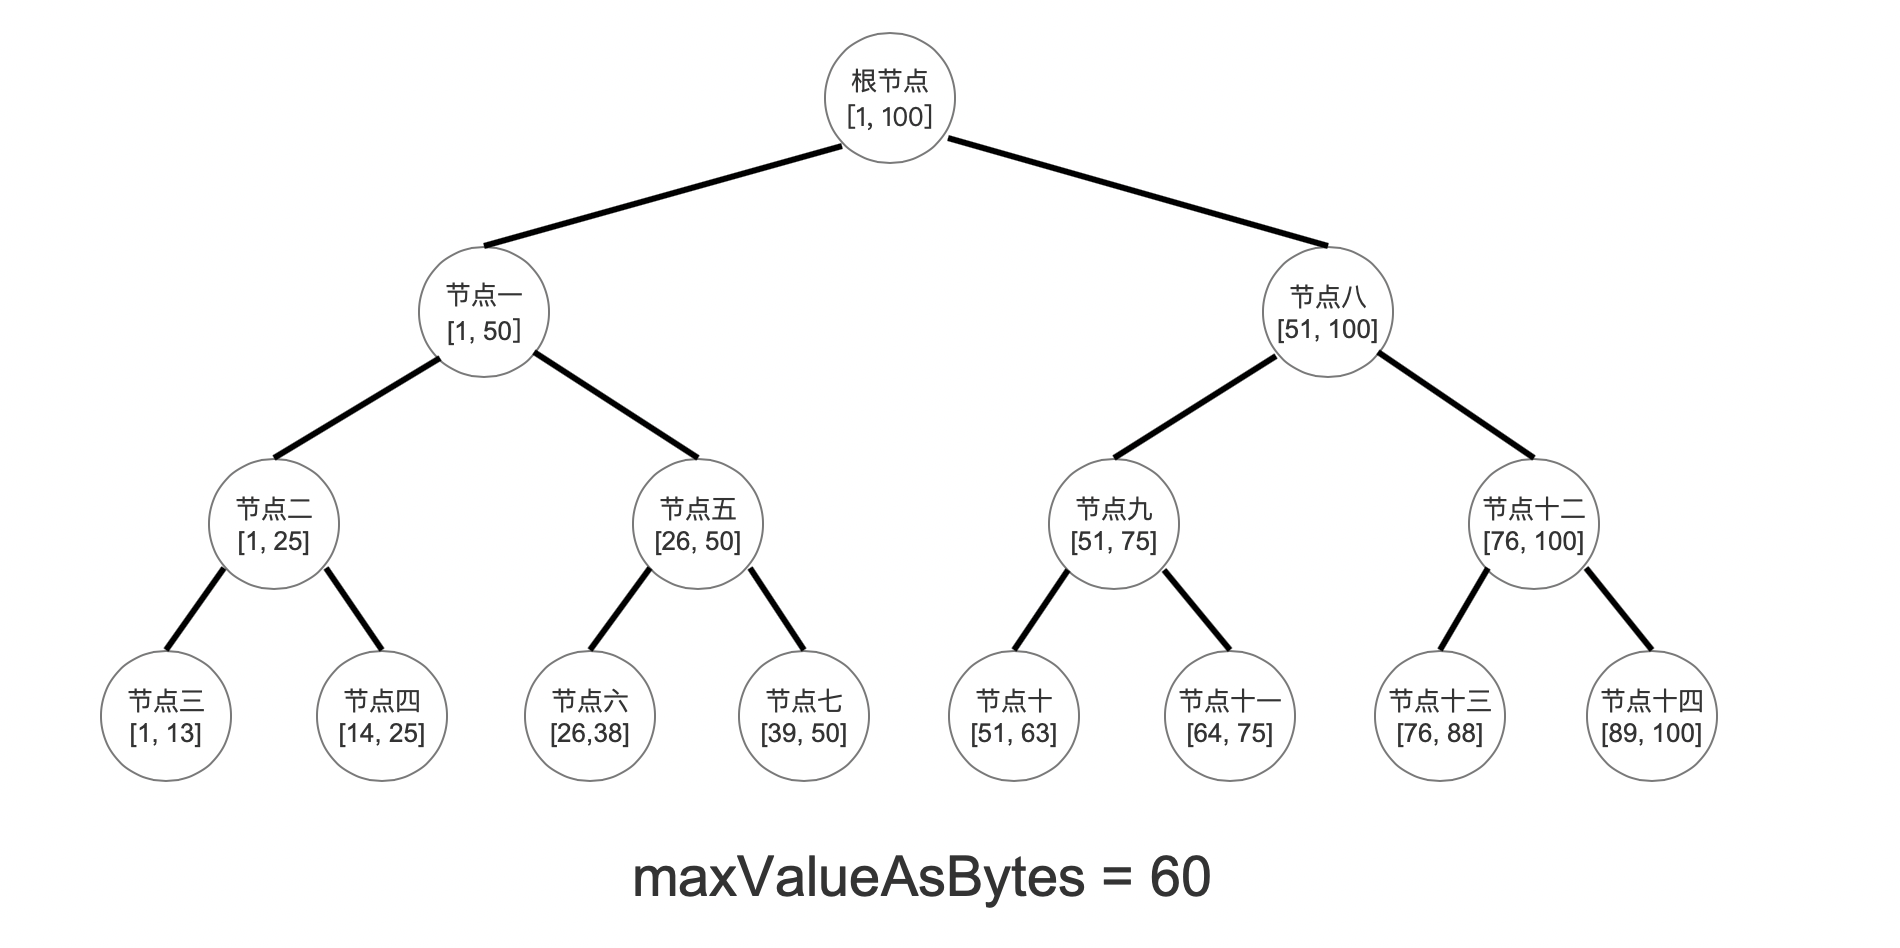 根节点
[1, 100]
节点一
[1, 50]
节点八
[51, 100]
节点二
[1, 25]
节点五
[26, 50]
节点九
[51, 75]
节点十二
[76, 100]
节点三
[1, 13]
节点四
[14, 25]
节点六
[26,38]
节点七
[39, 50]
节点十
[51, 63]
节点十一
[64, 75]
节点十三
[76, 88]
节点十四
[89, 100]
maxValueAsBytes = 60